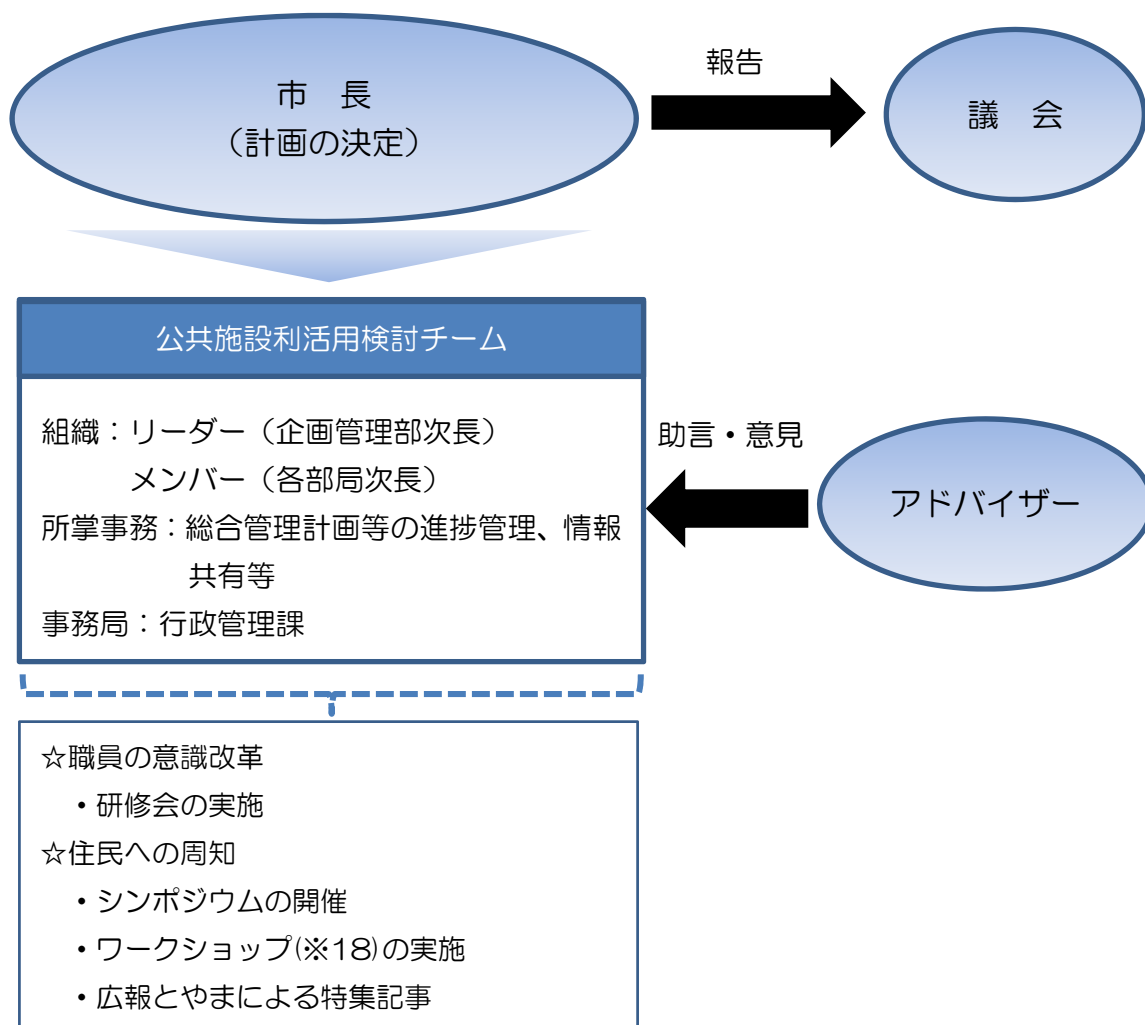 市　長
（計画の決定）
報告
議　会
公共施設利活用検討チーム
組織：リーダー（企画管理部次長）
メンバー（各部局次長）
所掌事務：総合管理計画等の進捗管理、情報
共有等
事務局：行政管理課
助言・意見
アドバイザー
☆職員の意識改革
・研修会の実施
☆住民への周知
・シンポジウムの開催
・ワークショップ(※18)の実施
・広報とやまによる特集記事